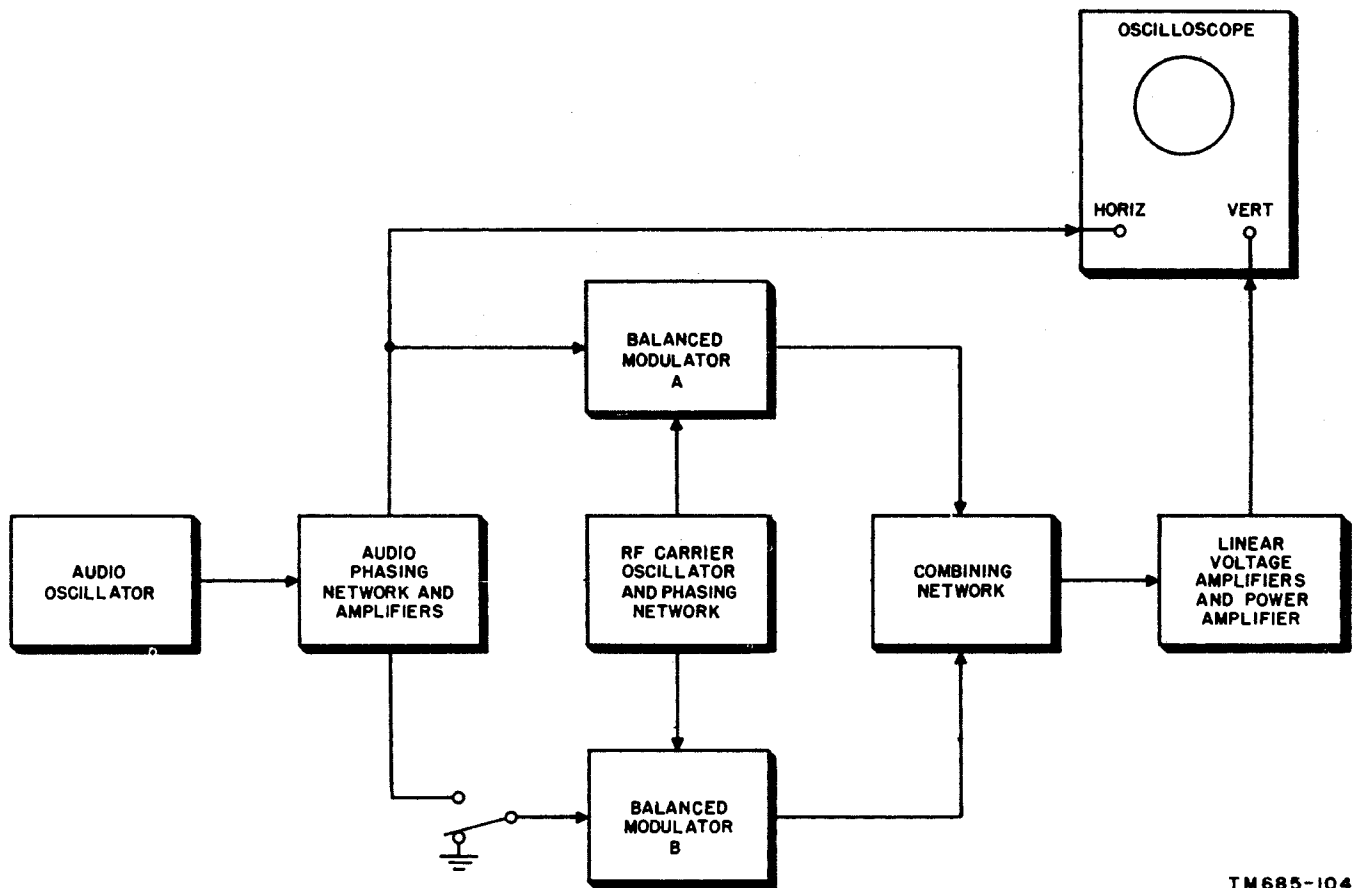 OSCILLOSCOPE
HORIZ
VERT
BALANCED
MODULATOR
A
AUDIO
OSCILLATOR
AUDIO
PHASING
NETWORK AND
AMPLIFIERS
RF CARRIER
OSCILLATOR
AND PHASING
NETWORK
COMBINING
NETWORK
LINEAR
VOLTAGE
AMPLIFIERS
AND POWER
AMPLIFIER
BALANCED
MODULATOR
B
TM685-104